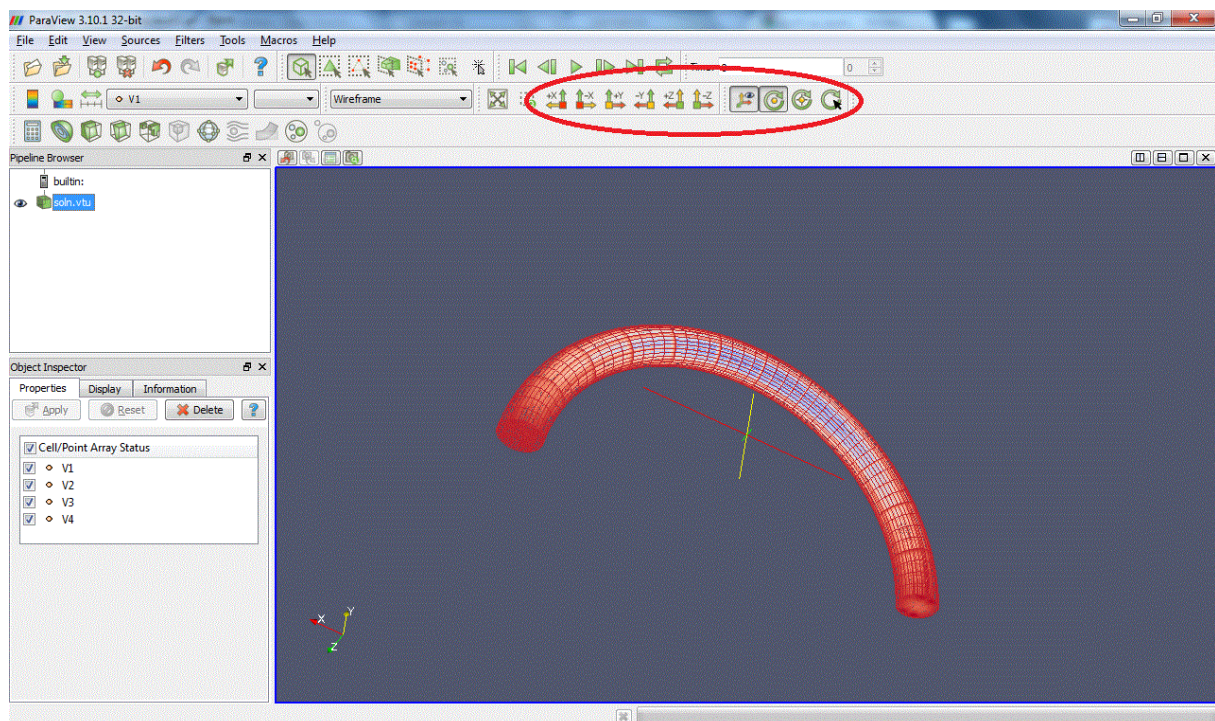 ParaView 3.10.1 32-bit
File Edit View Sources Filters Tools Macros Help
0
V1 Wireframe +X -X +Y -Y +Z -Z
Pipeline Browser
builtin:
soln.vtu
Object Inspector
Properties Display Information
Apply Reset Delete ?
Cell/Point Array Status
V1
V2
V3
V4
X Y
Z